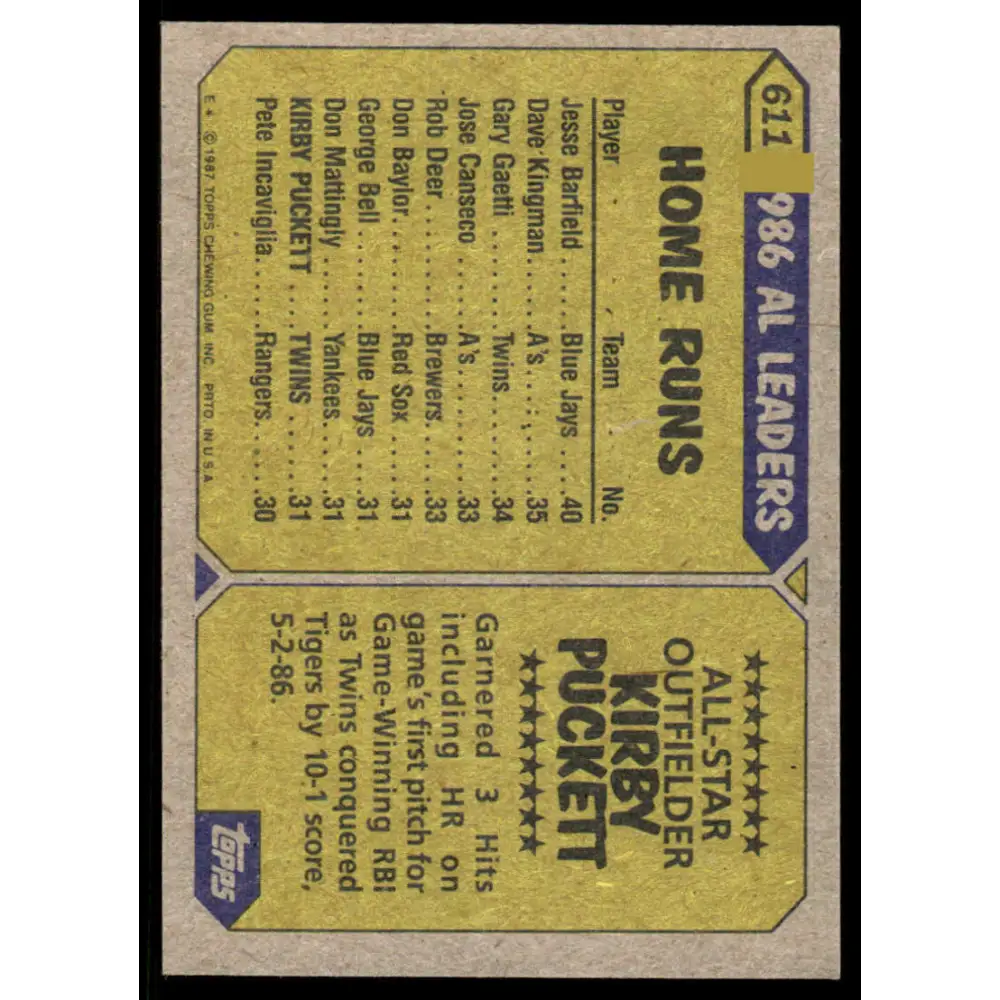 611
986 AL LEADERS
HOME RUNS
Player Team No.
Jesse Barfield.....Blue Jays...40
Dave Kingman.......A's..........35
Gary Gaetti........Twins........34
Jose Canseco.......A's..........33
Rob Deer...........Brewers......33
Don Baylor.........Red Sox......31
George Bell........Blue Jays....31
Don Mattingly......Yankees......31
KIRBY PUCKETT......TWINS........31
Pete Incaviglia....Rangers......30
E* © 1987 TOPPS CHEWING GUM, INC. PRTD. IN U.S.A.
★★★★★★★
ALL-STAR
OUTFIELDER
KIRBY
PUCKETT
★★★★★★★
Garnered 3 Hits
including HR on
game's first pitch for
Game-Winning RBI
as Twins conquered
Tigers by 10-1 score,
5-2-86.
topps